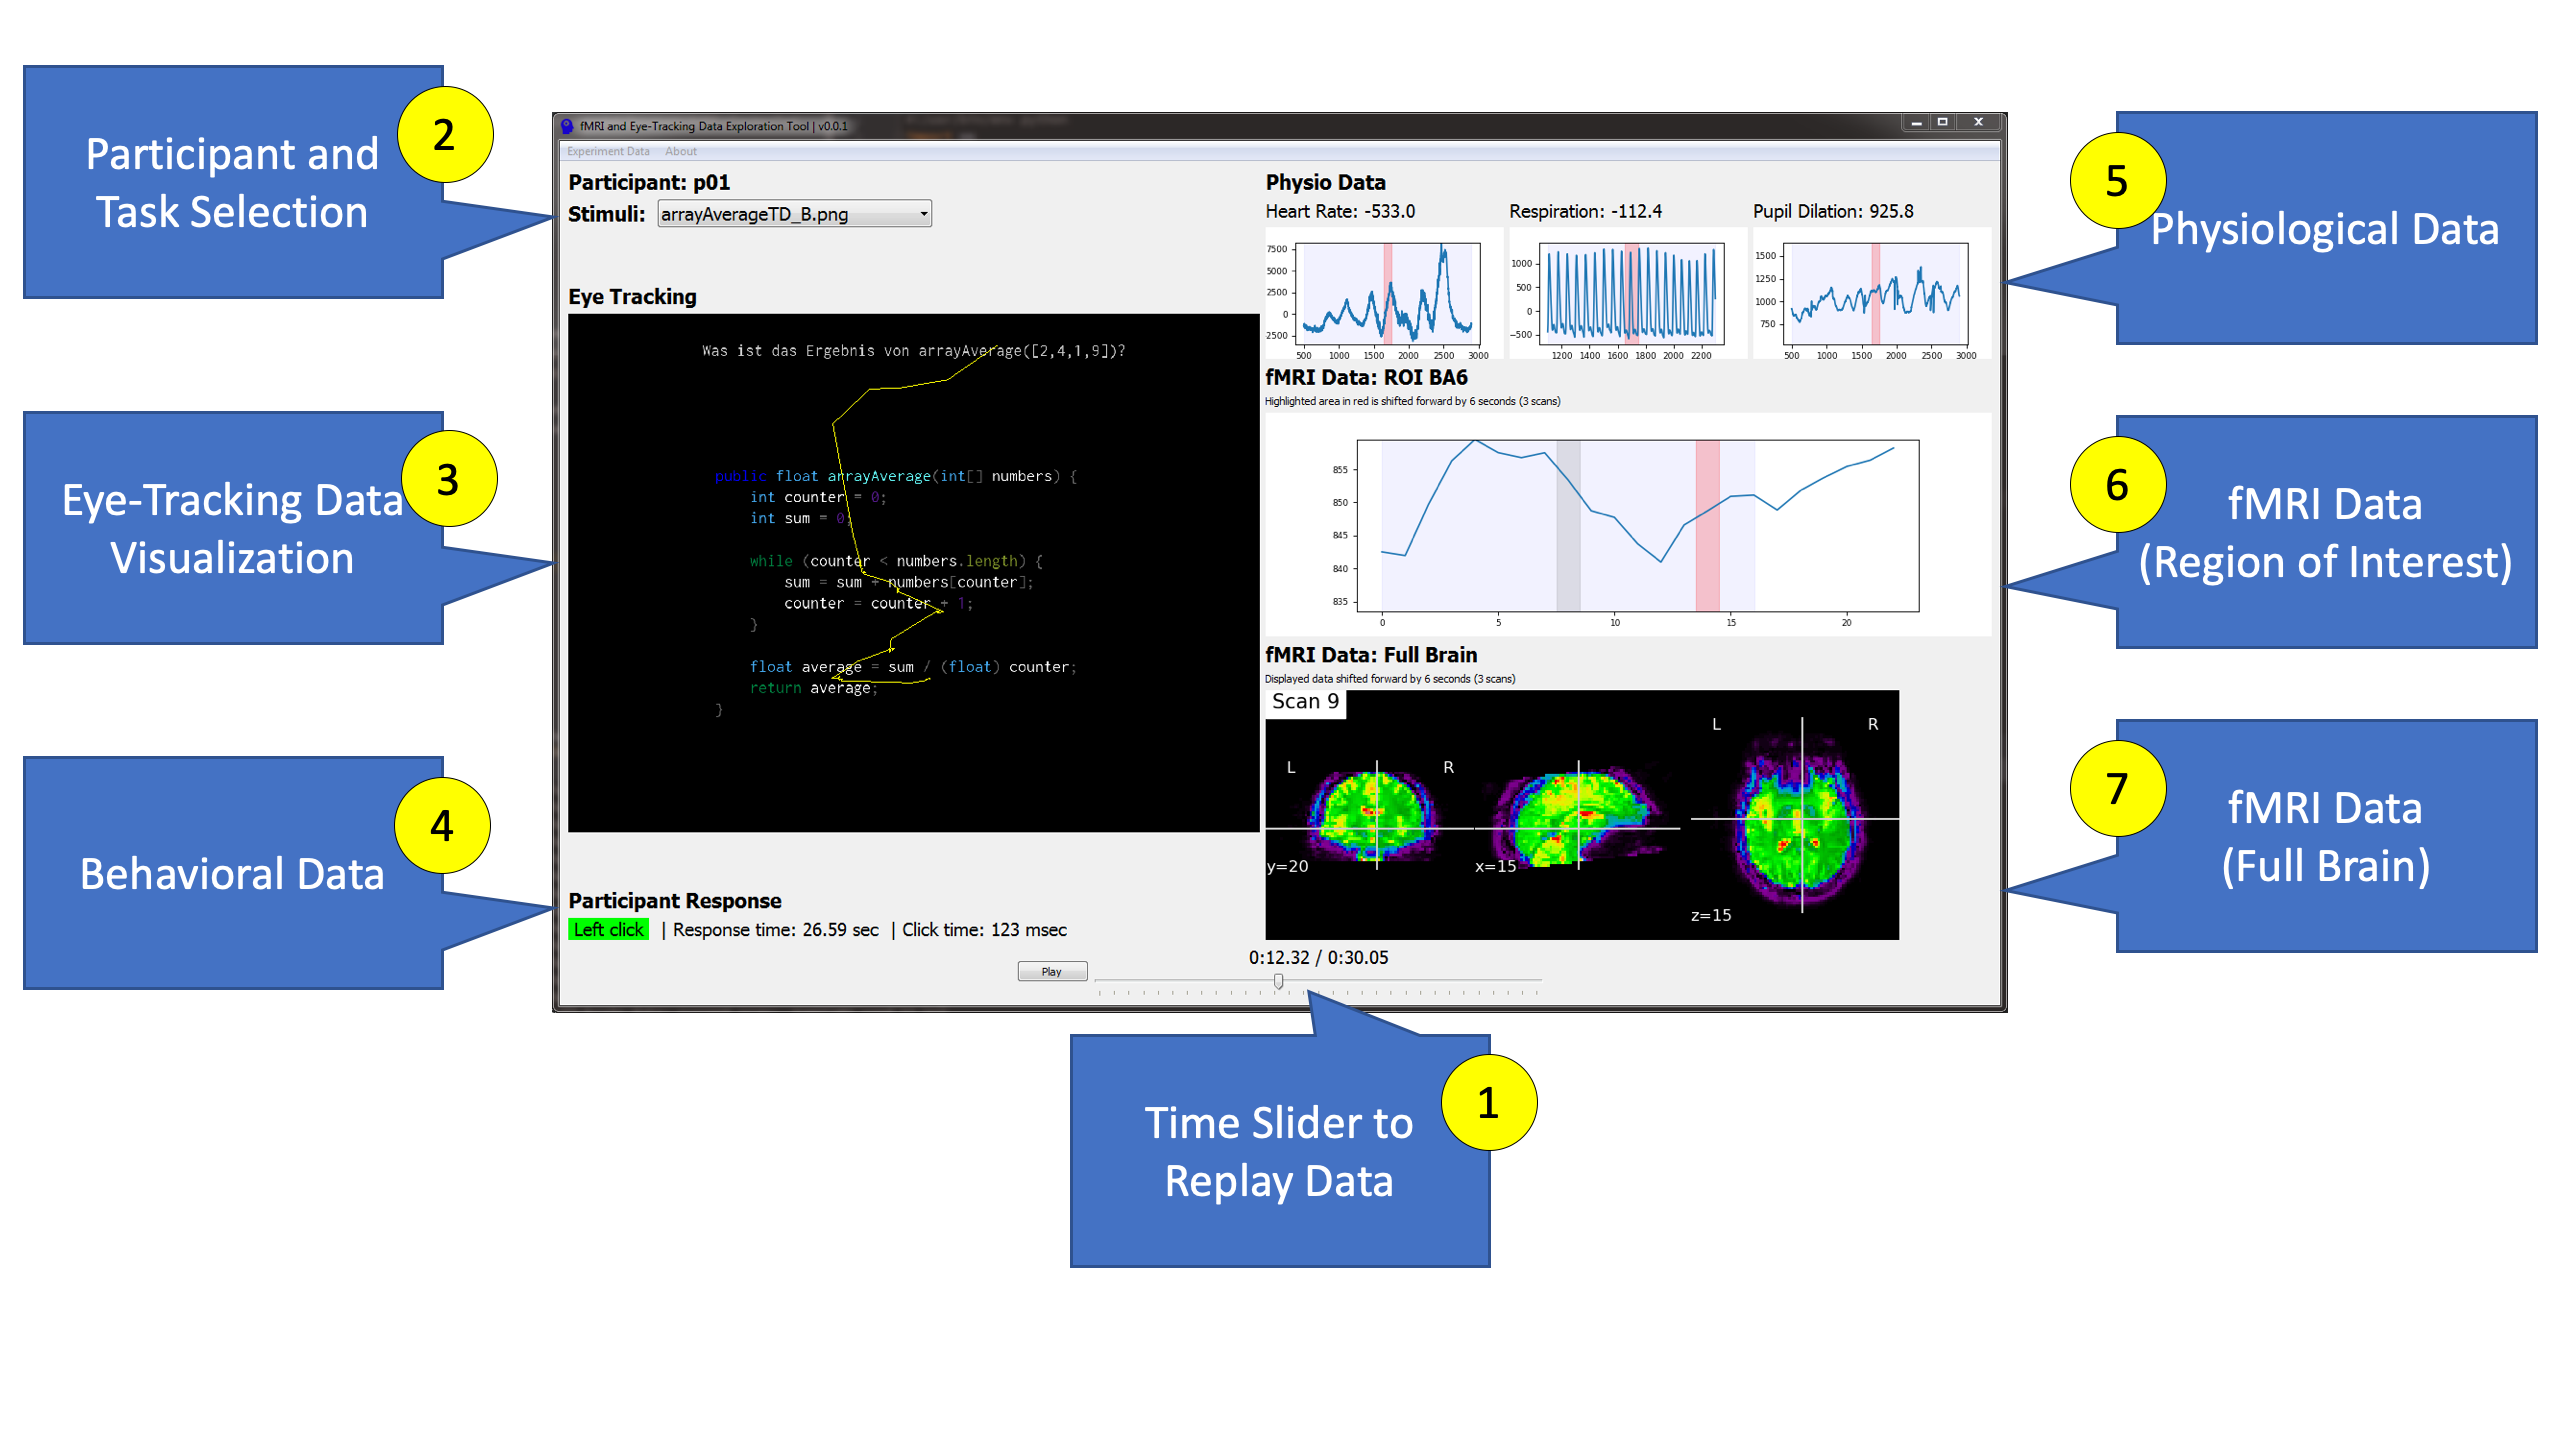 2
Participant and
Task Selection
3
Eye-Tracking Data
Visualization
4
Behavioral Data
fMRI and Eye-Tracking Data Exploration Tool | v0.0.1
Experiment Data About
Participant: p01
Stimuli: arrayAverageTD_B.png
Eye Tracking
Was ist das Ergebnis von arrayAverage([2,4,1,9])?
public float arrayAverage(int[] numbers) {
int counter = 0;
int sum = 0;
while (counter < numbers.length) {
sum = sum + numbers[counter];
counter = counter + 1;
}
float average = sum / (float) counter;
return average;
}
Participant Response
Left click | Response time: 26.59 sec | Click time: 123 msec
Physio Data
Heart Rate: -533.0 Respiration: -112.4 Pupil Dilation: 925.8
7500
5000
2500
0
2500
500 1000 1500 2000 2500 3000
1000
500
0
−500
1200 1400 1600 1800 2000 2200
1500
1250
1000
750
500 1000 1500 2000 2500 3000
fMRI Data: ROI BA6
Highlighted area in red is shifted forward by 6 seconds (3 scans)
855
850
845
840
835
0 5 10 15 20
fMRI Data: Full Brain
Displayed data shifted forward by 6 seconds (3 scans)
Scan 9
L R
L R
y=20 x=15
z=15
0:12.32 / 0:30.05
Play
5
Physiological Data
6
fMRI Data
(Region of Interest)
7
fMRI Data
(Full Brain)
1
Time Slider to
Replay Data